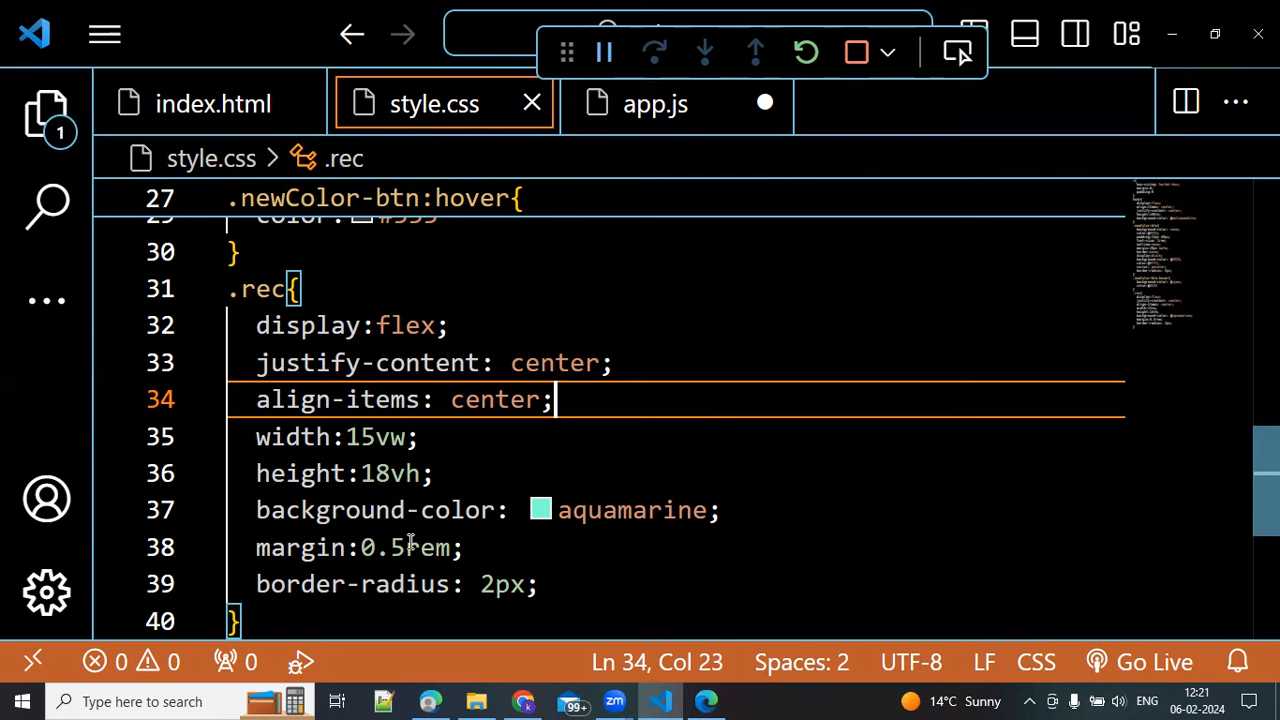 index.html
style.css
app.js
style.css > .rec
1
27 .newColor-btn:hover{
30 }
31 .rec{
32 display:flex;
33 justify-content: center;
34 align-items: center;
35 width:15vw;
36 height:18vh;
37 background-color: aquamarine;
38 margin:0.5rem;
39 border-radius: 2px;
40 }
0 0 0 Ln 34, Col 23 Spaces: 2 UTF-8 LF CSS Go Live
Type here to search
99+
zm
14°C Sunny
ENG
12:21
06-02-2024